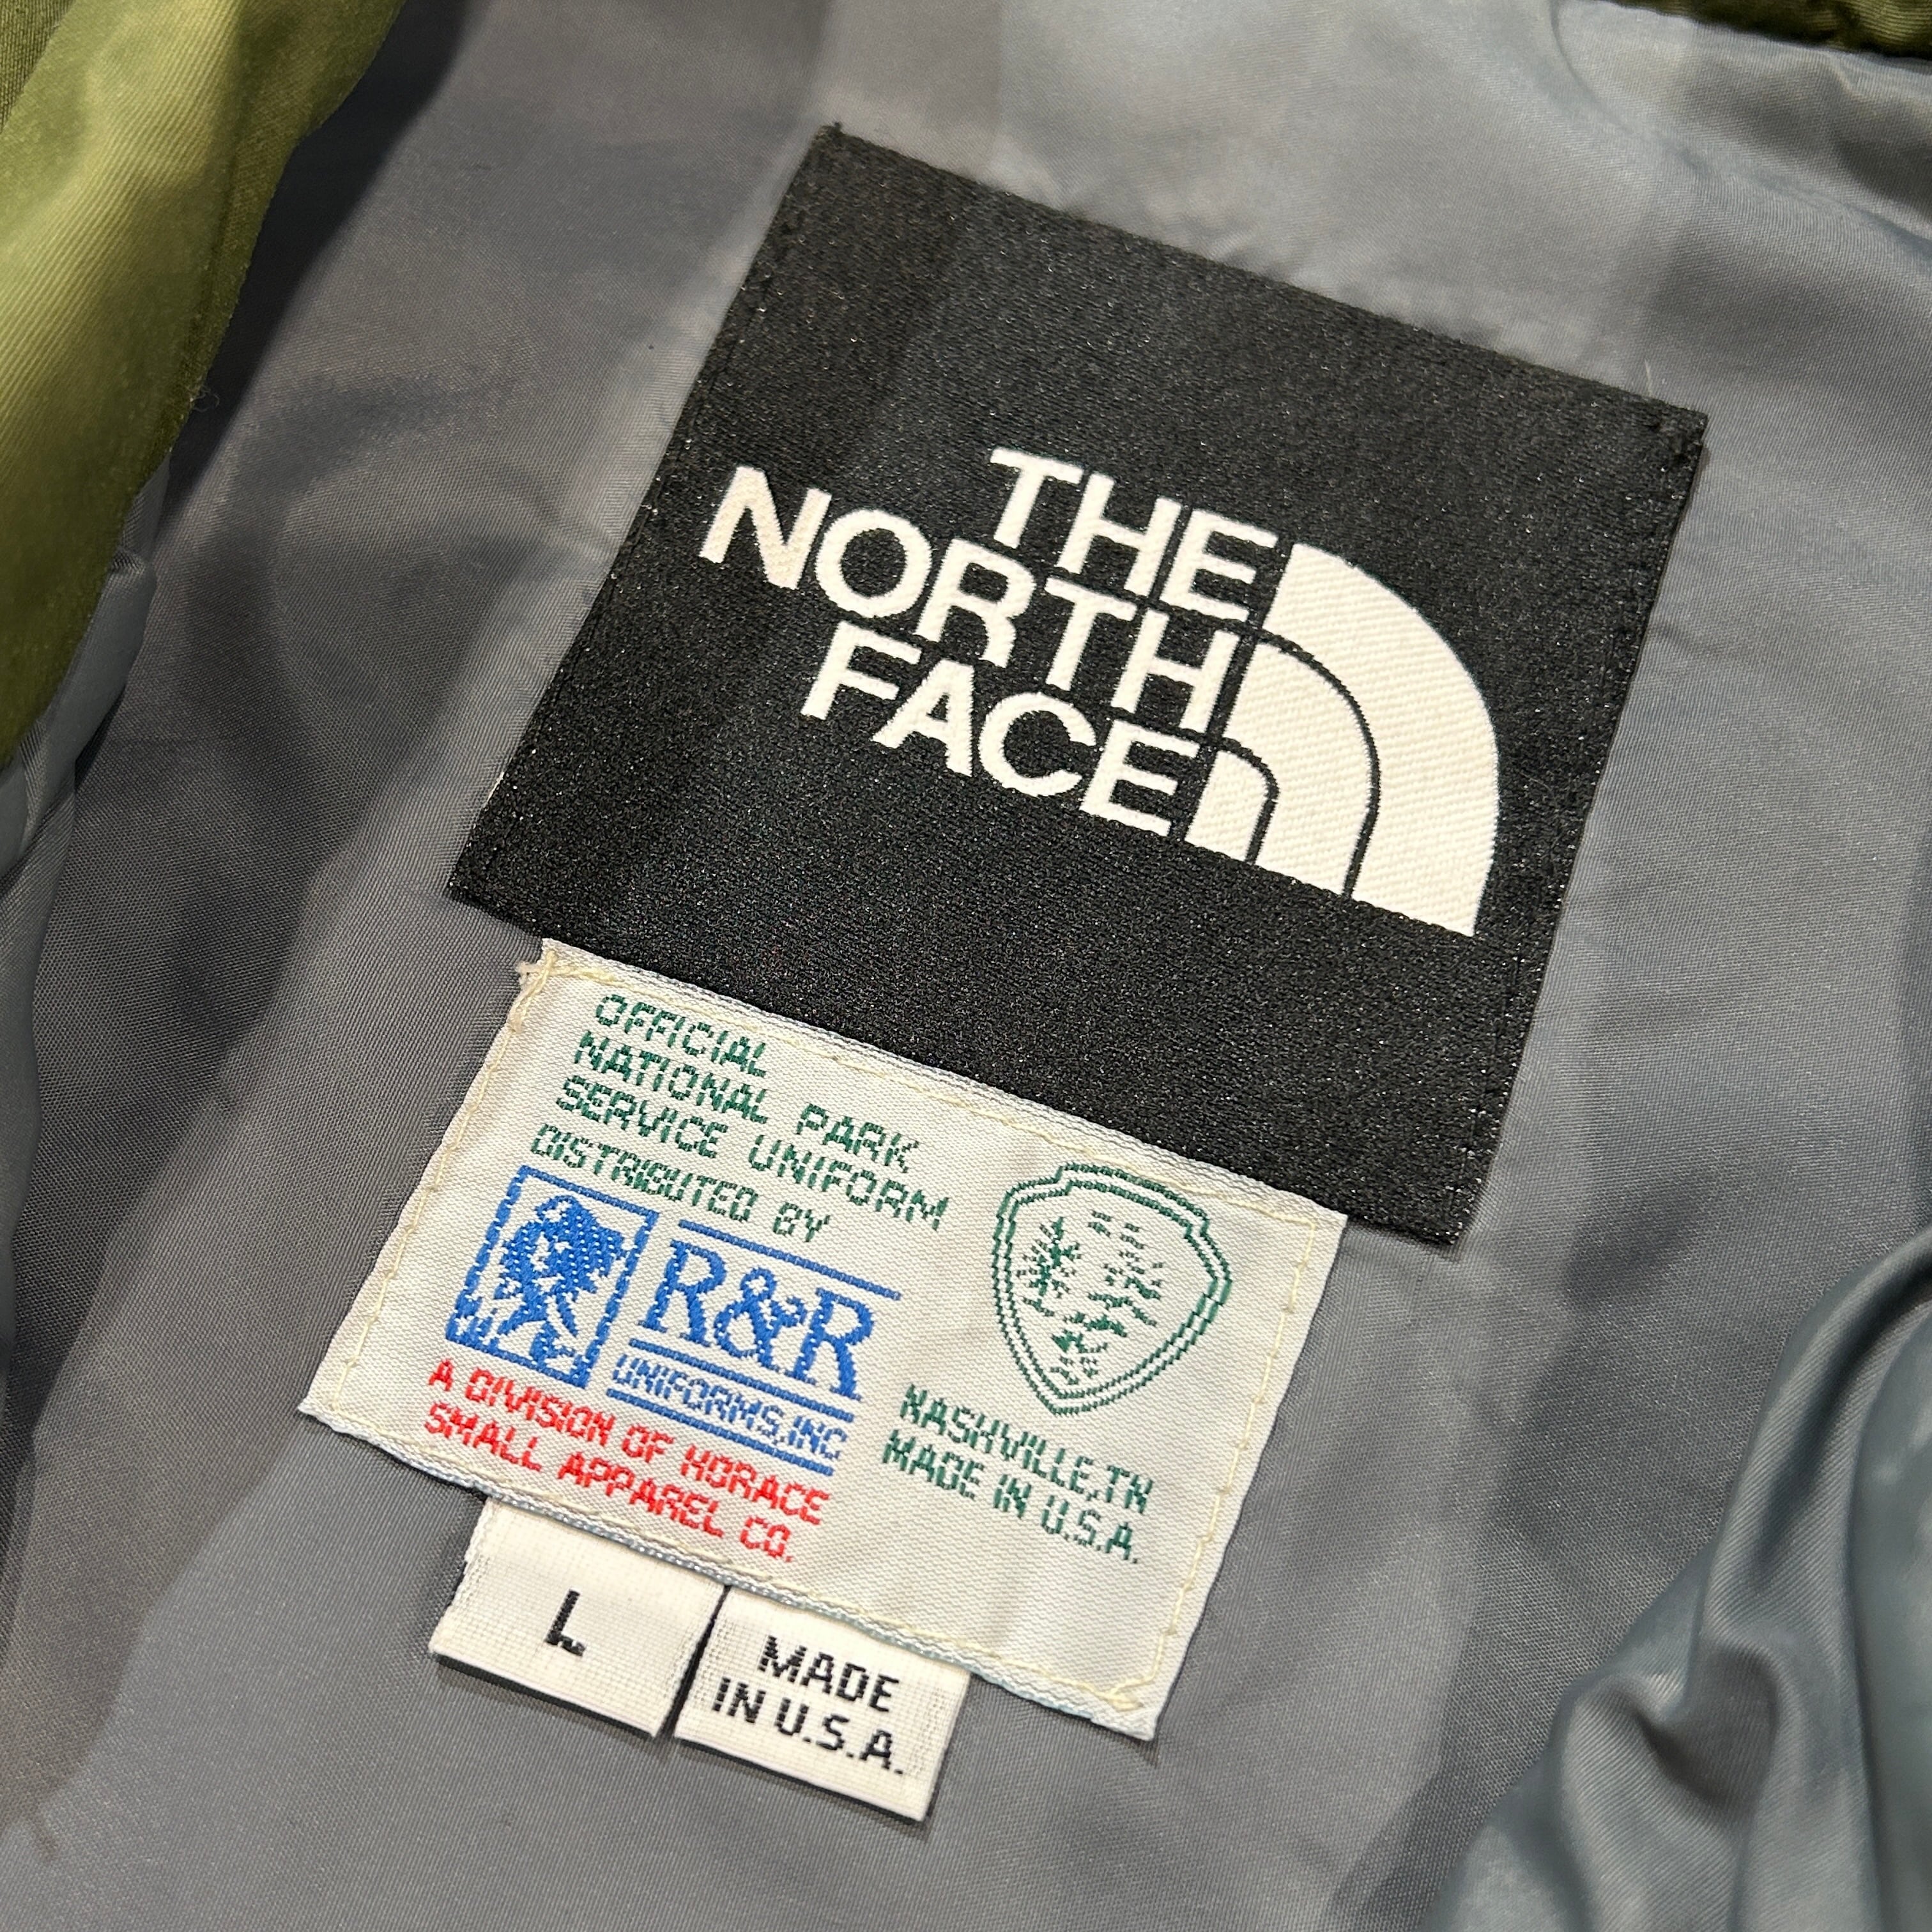 THE
NORTH
FACE
OFFICIAL
NATIONAL PARK
SERVICE UNIFORM
DISTRIBUTED BY
R&R
UNIFORMS,INC
A DIVISION OF HORACE
SMALL APPAREL CO.
NASHVILLE,TN
MADE IN U.S.A.
L
MADE
IN U.S.A.